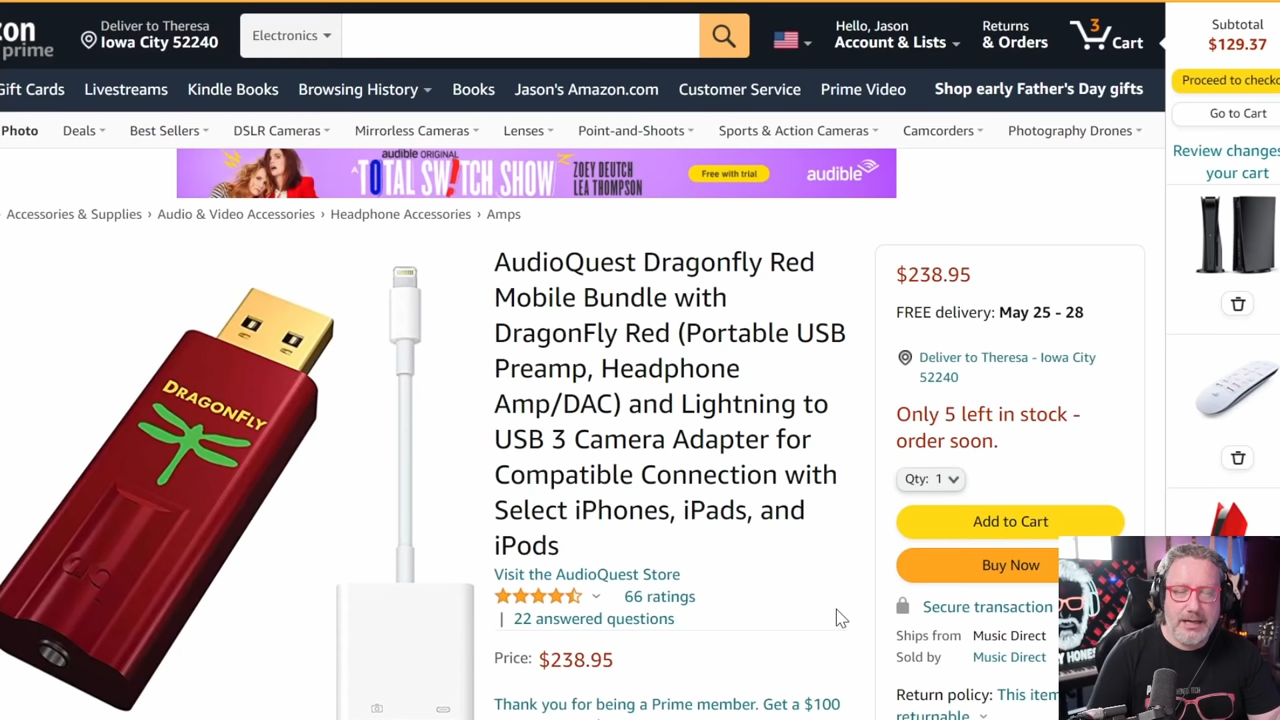 zon
prime
Deliver to Theresa
Iowa City 52240
Electronics
Hello, Jason
Account & Lists
Returns
& Orders
3
Cart
Subtotal
$129.37
Proceed to checko
Go to Cart
Review changes
your cart
Gift Cards
Livestreams
Kindle Books
Browsing History
Books
Jason's Amazon.com
Customer Service
Prime Video
Shop early Father's Day gifts
Photo
Deals
Best Sellers
DSLR Cameras
Mirrorless Cameras
Lenses
Point-and-Shoots
Sports & Action Cameras
Camcorders
Photography Drones
audible ORIGINAL
A TOTAL SW!TCH SHOW
ZOEY DEUTCH
LEA THOMPSON
Free with trial
audible
Accessories & Supplies › Audio & Video Accessories › Headphone Accessories › Amps
DRAGONFLY
AudioQuest Dragonfly Red
Mobile Bundle with
DragonFly Red (Portable USB
Preamp, Headphone
Amp/DAC) and Lightning to
USB 3 Camera Adapter for
Compatible Connection with
Select iPhones, iPads, and
iPods
Visit the AudioQuest Store
66 ratings
| 22 answered questions
Price: $238.95
Thank you for being a Prime member. Get a $100
$238.95
FREE delivery: May 25 - 28
Deliver to Theresa - Iowa City
52240
Only 5 left in stock -
order soon.
Qty: 1
Add to Cart
Buy Now
Secure transaction
Ships from Music Direct
Sold by Music Direct
Return policy: This item
returnable